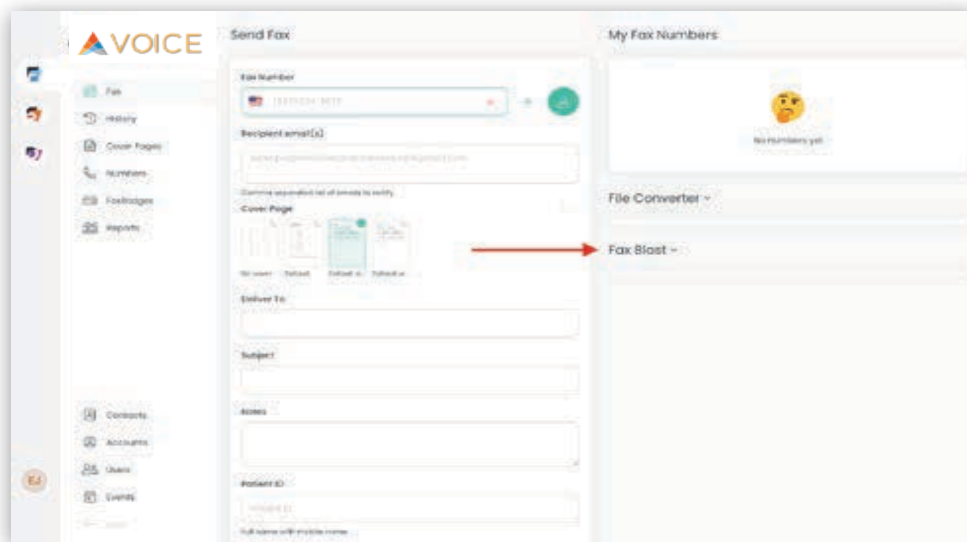 AVOICE
Fax
History
Cover Pages
Numbers
FaxBadges
Reports
Contacts
Accounts
Users
Events
EJ
Send Fax
Fax Number
Recipient email(s)
Comma separated list of emails to notify.
Cover Page
No cover Default Default Default
Deliver To
Subject
Notes
Patient ID
Full name with middle name
My Fax Numbers
No numbers yet
File Converter
Fax Blast